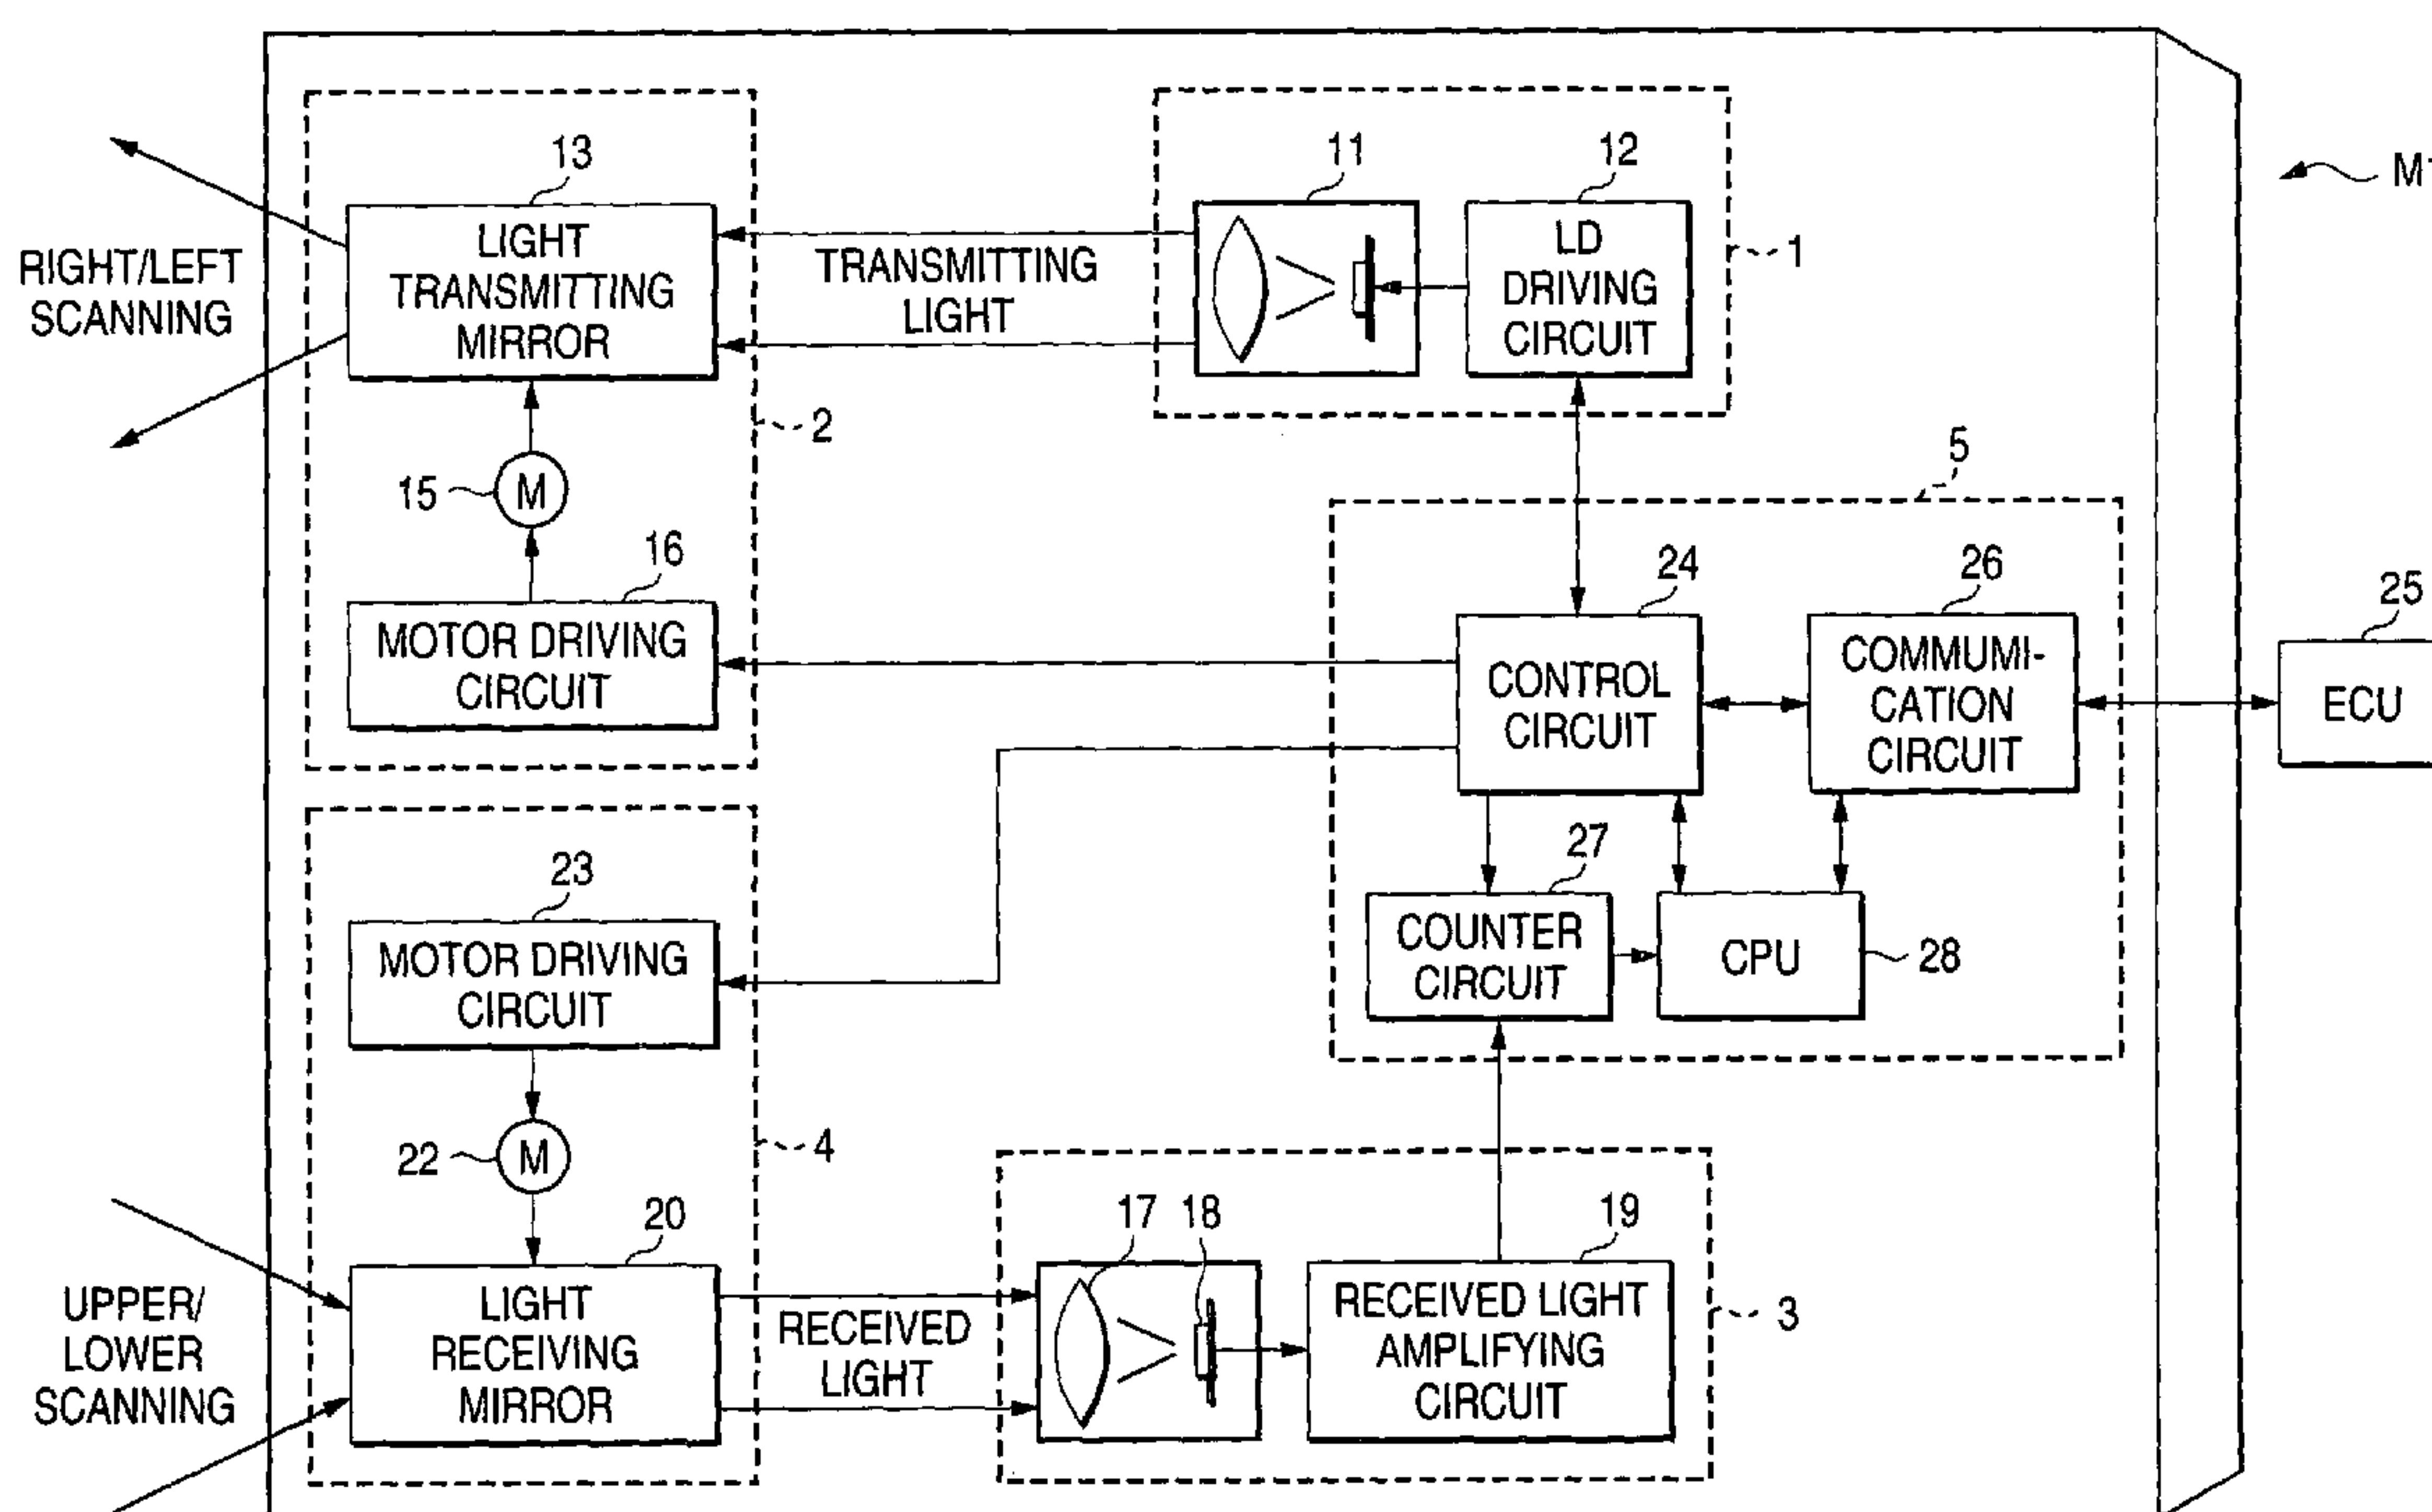 13
11
12
M1
LIGHT
TRANSMITTING
MIRROR
RIGHT/LEFT
SCANNING
TRANSMITTING
LIGHT
LD
DRIVING
CIRCUIT
1
2
15
M
5
16
24
26
25
MOTOR DRIVING
CIRCUIT
CONTROL
CIRCUIT
COMMUMI-
CATION
CIRCUIT
ECU
23
27
MOTOR DRIVING
CIRCUIT
COUNTER
CIRCUIT
CPU
28
22
M
4
20
17
18
19
UPPER/
LOWER
SCANNING
LIGHT
RECEIVING
MIRROR
RECEIVED
LIGHT
RECEIVED LIGHT
AMPLIFYING
CIRCUIT
3